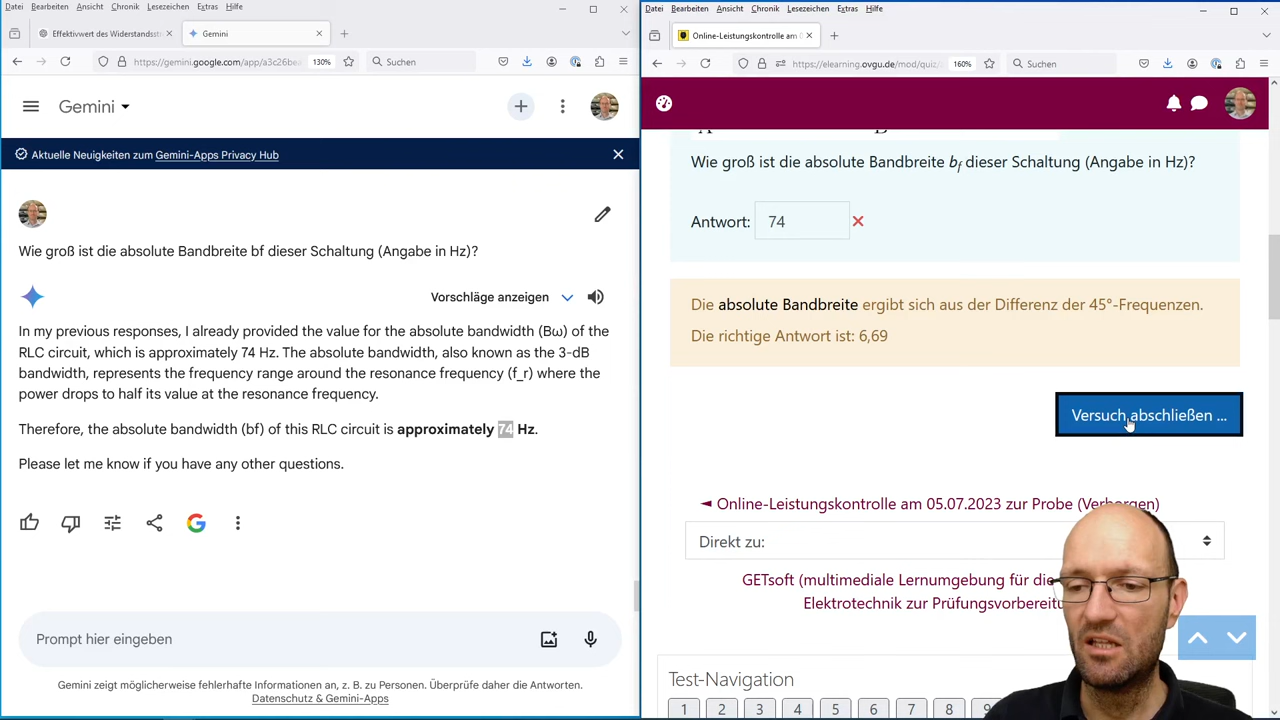 Datei Bearbeiten Ansicht Chronik Lesezeichen Extras Hilfe
Effektivwert des Widerstandsst
Gemini
https://gemini.google.com/app/a3c26bea
130%
Suchen
Gemini
Aktuelle Neuigkeiten zum Gemini-Apps Privacy Hub
Wie groß ist die absolute Bandbreite bf dieser Schaltung (Angabe in Hz)?
Vorschläge anzeigen
In my previous responses, I already provided the value for the absolute bandwidth (Bω) of the
RLC circuit, which is approximately 74 Hz. The absolute bandwidth, also known as the 3-dB
bandwidth, represents the frequency range around the resonance frequency (f_r) where the
power drops to half its value at the resonance frequency.
Therefore, the absolute bandwidth (bf) of this RLC circuit is approximately 74 Hz.
Please let me know if you have any other questions.
Prompt hier eingeben
Gemini zeigt möglicherweise fehlerhafte Informationen an, z. B. zu Personen. Überprüfe daher die Antworten.
Datenschutz & Gemini-Apps
Datei Bearbeiten Ansicht Chronik Lesezeichen Extras Hilfe
Online-Leistungskontrolle am
https://elearning.ovgu.de/mod/quiz/
160%
Suchen
Wie groß ist die absolute Bandbreite bf dieser Schaltung (Angabe in Hz)?
Antwort: 74
Die absolute Bandbreite ergibt sich aus der Differenz der 45°-Frequenzen.
Die richtige Antwort ist: 6,69
Versuch abschließen ...
◄ Online-Leistungskontrolle am 05.07.2023 zur Probe (Verborgen)
Direkt zu:
GETsoft (multimediale Lernumgebung für die
Elektrotechnik zur Prüfungsvorbereitu
Test-Navigation
1 2 3 4 5 6 7 8 9